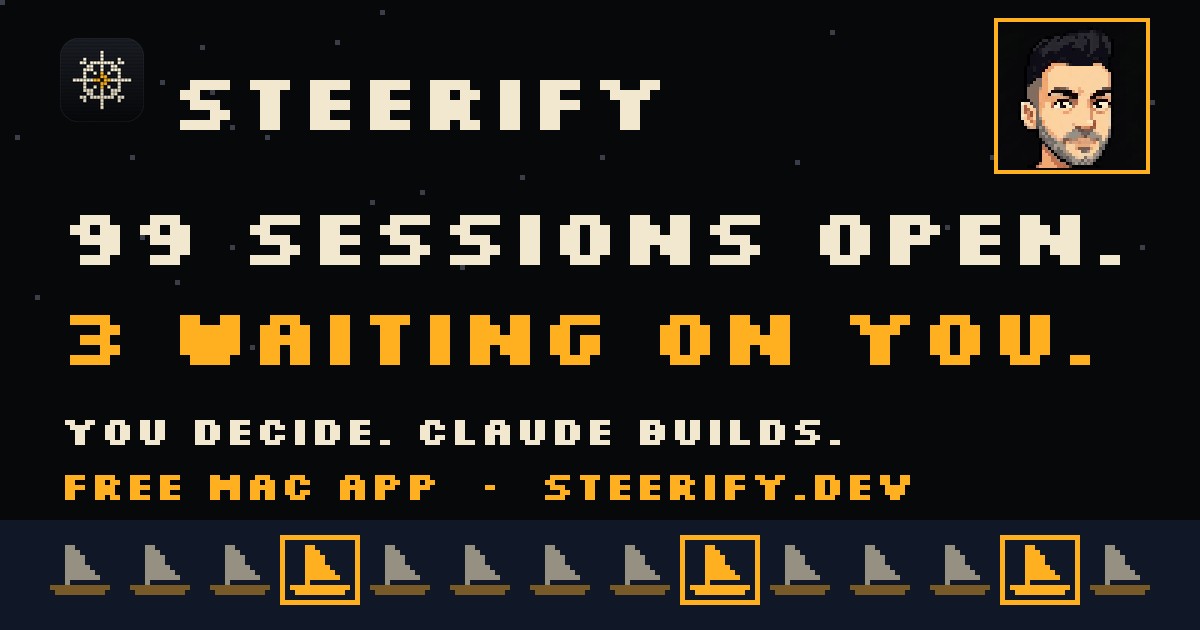 STEERIFY
99 SESSIONS OPEN.
3 WAITING ON YOU.
YOU DECIDE. CLAUDE BUILDS.
FREE MAC APP - STEERIFY.DEV